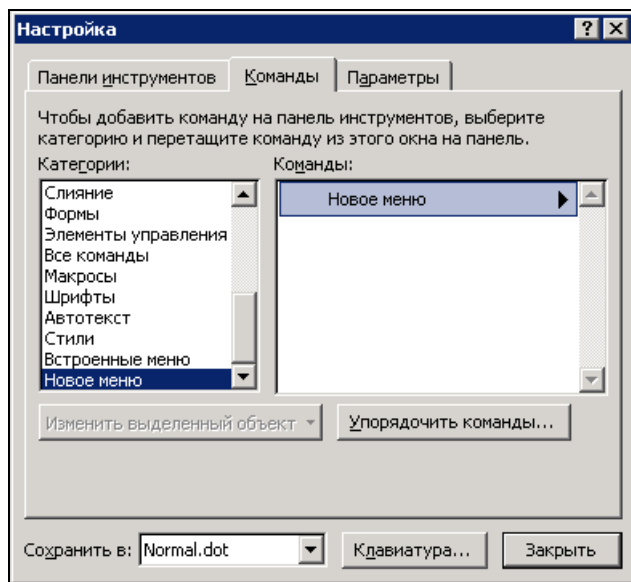 Настройка
Панели инструментов Команды Параметры
Чтобы добавить команду на панель инструментов, выберите
категорию и перетащите команду из этого окна на панель.
Категории: Команды:
Слияние
Новое меню
Формы
Элементы управления
Все команды
Макросы
Шрифты
Автотекст
Стили
Встроенные меню
Новое меню
Изменить выделенный объект Упорядочить команды...
Сохранить в: Normal.dot Клавиатура... Закрыть